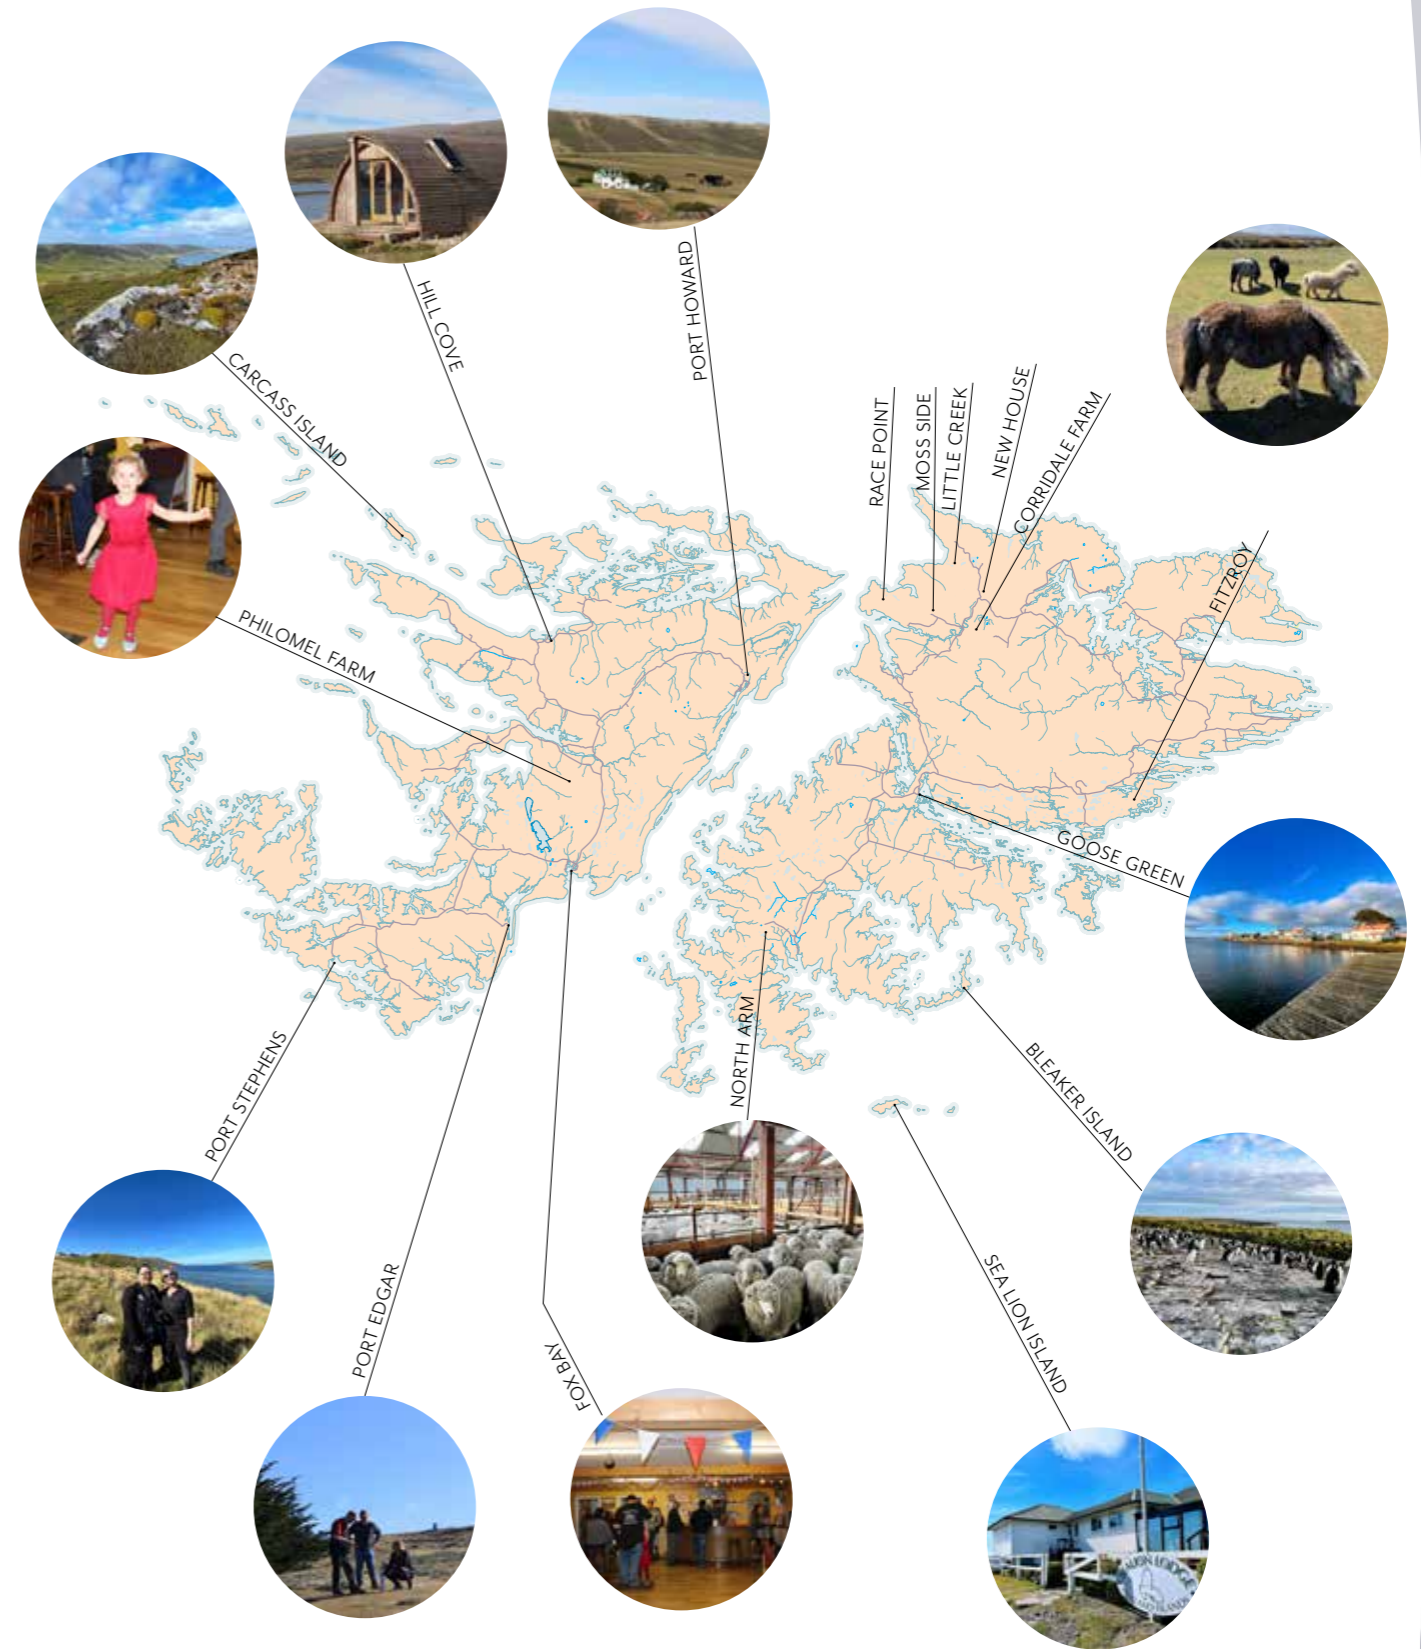 HILL COVE
PORT HOWARD
CARCASS ISLAND
RACE POINT
MOSS SIDE
LITTLE CREEK
NEW HOUSE
CORRIDALE FARM
FITZROY
PHILOMEL FARM
GOOSE GREEN
PORT STEPHENS
NORTH ARM
BLEAKER ISLAND
PORT EDGAR
FOX BAY
SEA LION ISLAND
LODGE